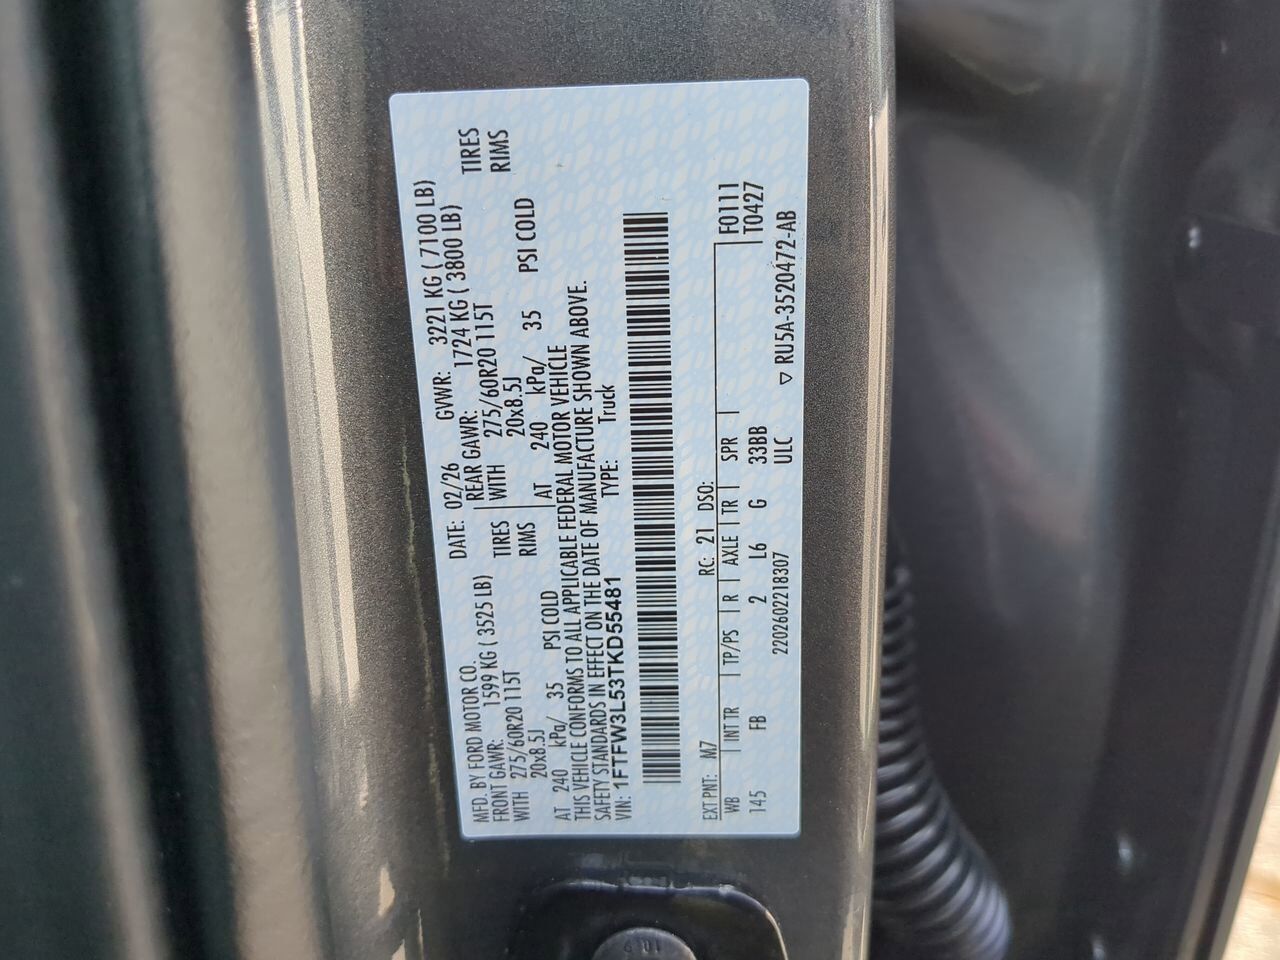 MFD. BY FORD MOTOR CO. DATE: 02/26 GVWR: 3221 KG ( 7100 LB)
FRONT GAWR: 1599 KG ( 3525 LB) REAR GAWR: 1724 KG ( 3800 LB)
WITH 275/60R20 115T TIRES WITH 275/60R20 115T TIRES
20x8.5J RIMS 20x8.5J RIMS
AT 240 kPa/ 35 PSI COLD AT 240 kPa/ 35 PSI COLD
THIS VEHICLE CONFORMS TO ALL APPLICABLE FEDERAL MOTOR VEHICLE
SAFETY STANDARDS IN EFFECT ON THE DATE OF MANUFACTURE SHOWN ABOVE.
VIN: 1FTFW3L53TKD55481 TYPE: Truck
EXT PNT: M7 RC: 21 DSO:
WB INT TR TP/PS R AXLE TR SPR F0111
145 FB 2 L6 G 33BB T0427
2202602218307 ULC ▽ RU5A-3520472-AB